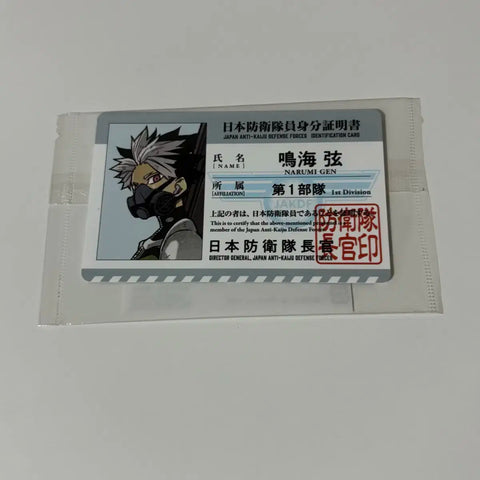 日本防衛隊員身分証明書
JAPAN ANTI-KAIJU DEFENSE FORCES IDENTIFICATION CARD
氏名 鳴海 弦
[NAME] NARUMI GEN
所属 第1部隊 1st Division
[AFFILIATION]
JAKDF
上記の者は、日本防衛隊員である
This is to certify that the above-mentioned
member of the Japan Anti-Kaiju Defense Force
日本防衛隊長官
DIRECTOR GENERAL, JAPAN ANTI-KAIJU DEFENSE FORCES
防衛隊
長官印